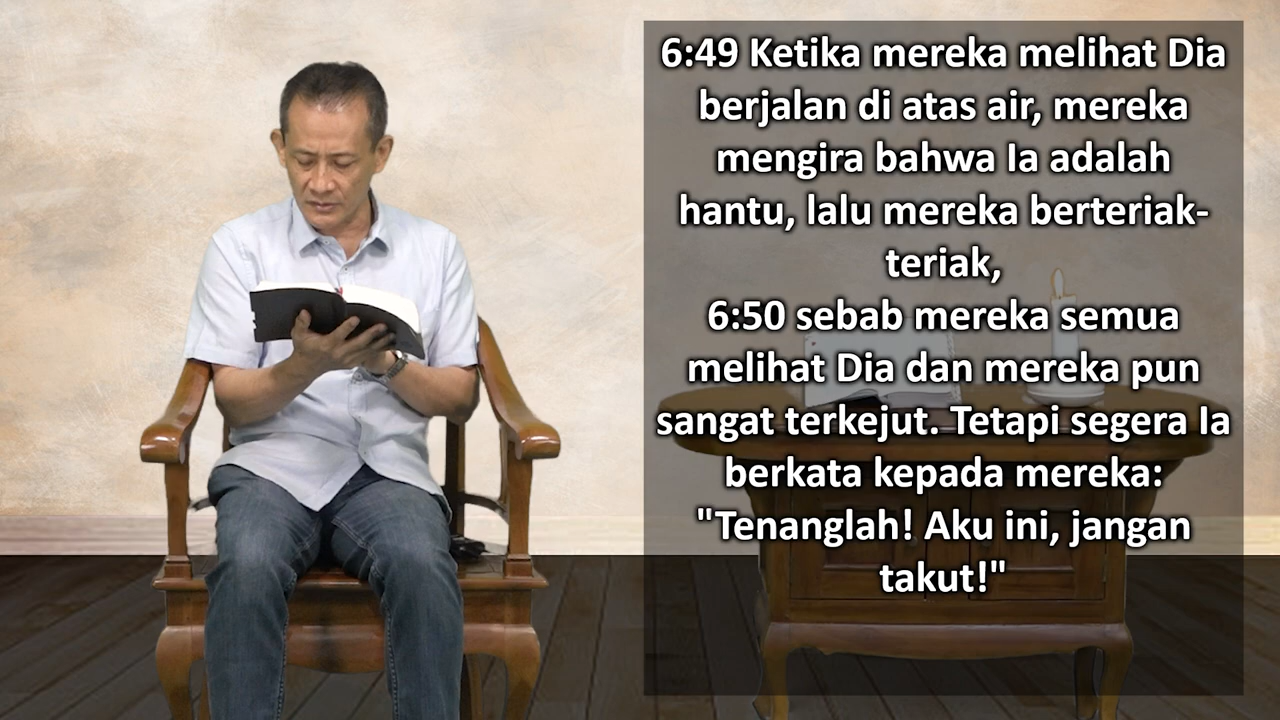 6:49 Ketika mereka melihat Dia
berjalan di atas air, mereka
mengira bahwa Ia adalah
hantu, lalu mereka berteriak-
teriak,
6:50 sebab mereka semua
melihat Dia dan mereka pun
sangat terkejut. Tetapi segera Ia
berkata kepada mereka:
"Tenanglah! Aku ini, jangan
takut!"